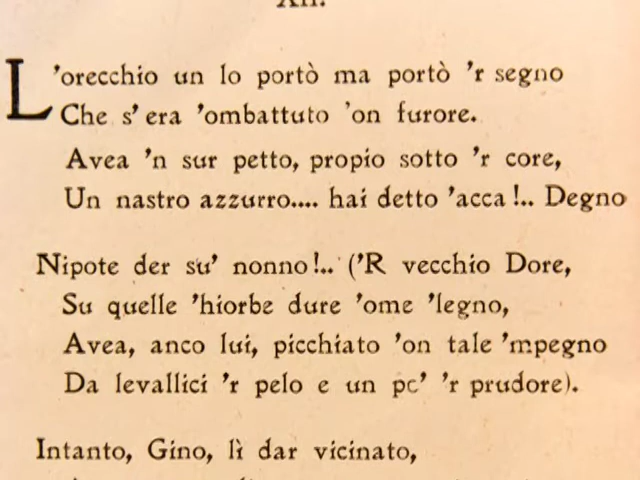 XII.
L'orecchio un lo portò ma portò 'r segno
Che s'era 'ombattuto 'on furore.
Avea 'n sur petto, propio sotto 'r core,
Un nastro azzurro.... hai detto 'acca!.. Degno
Nipote der su' nonno!.. ('R vecchio Dore,
Su quelle 'hiorbe dure 'ome 'legno,
Avea, anco lui, picchiato 'on tale 'mpegno
Da levallici 'r pelo e un po' 'r prudore).
Intanto, Gino, lì dar vicinato,